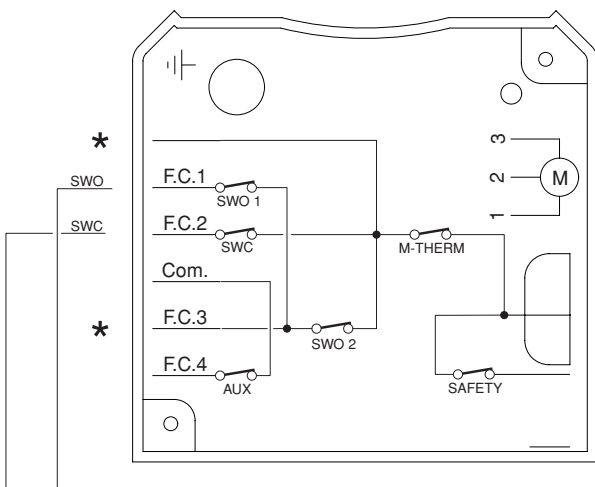 *
3
SWO
F.C.1
SWO 1
2
M
SWC
F.C.2
SWC
M-THERM
1
Com.
*
F.C.3
SWO 2
F.C.4
AUX
SAFETY